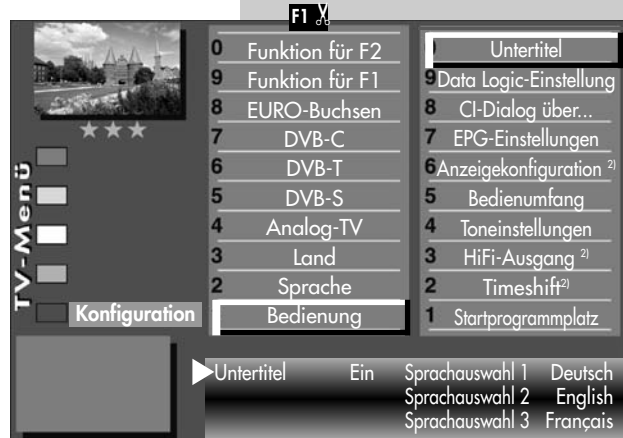 F1
0 Funktion für F2
9 Funktion für F1
8 EURO-Buchsen
7 DVB-C
6 DVB-T
5 DVB-S
4 Analog-TV
3 Land
2 Sprache
Bedienung
Untertitel
9 Data Logic-Einstellung
8 CI-Dialog über...
7 EPG-Einstellungen
6 Anzeigekonfiguration 2)
5 Bedienumfang
4 Toneinstellungen
3 HiFi-Ausgang 2)
2 Timeshift2)
1 Startprogrammplatz
TV-Menü
Konfiguration
Untertitel Ein Sprachauswahl 1 Deutsch
Sprachauswahl 2 English
Sprachauswahl 3 Français